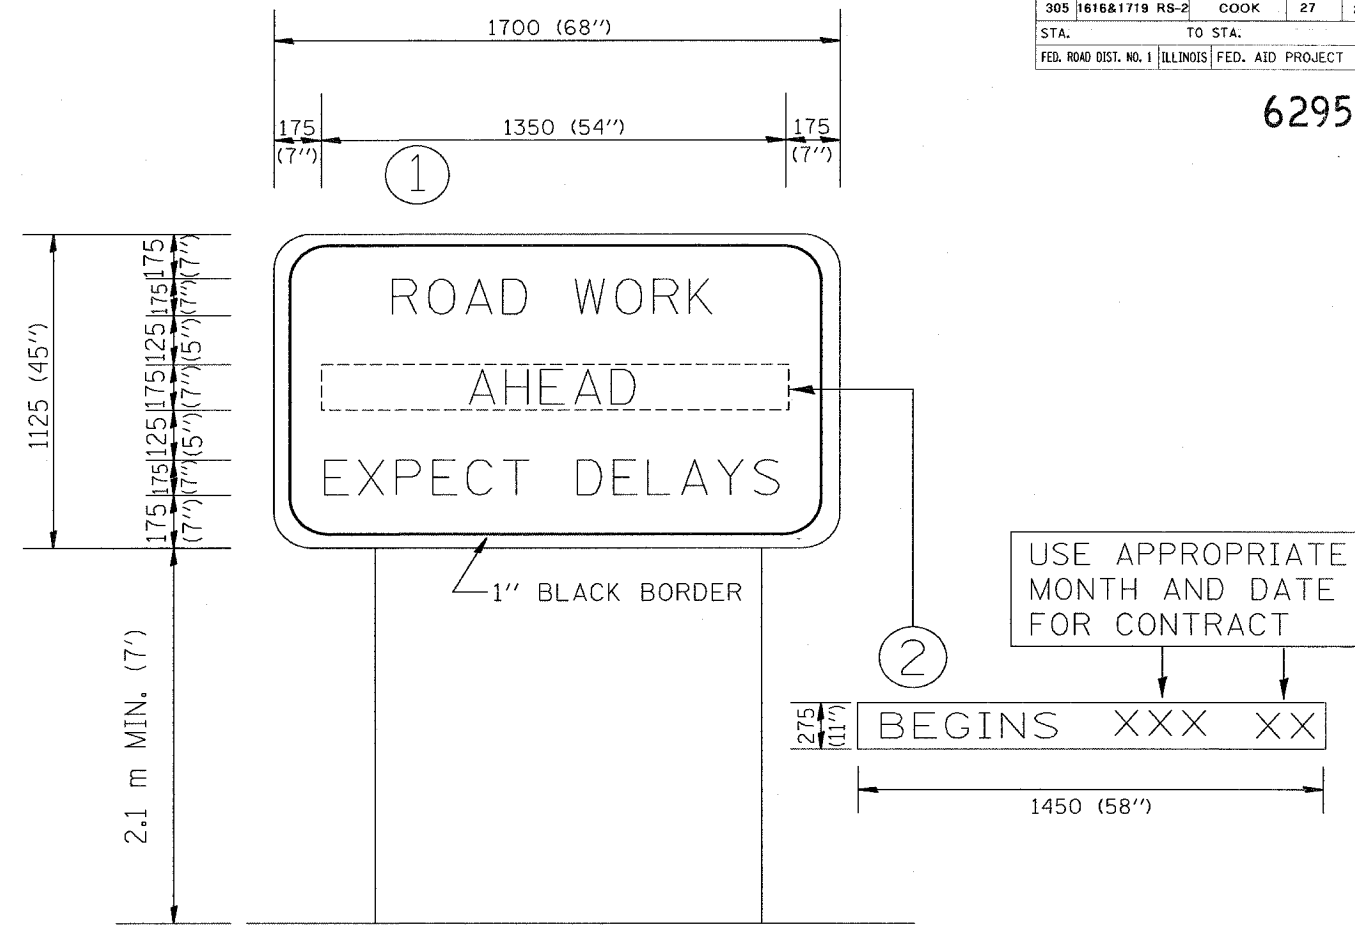 305 1616&1719 RS-2 COOK 27
STA. TO STA.
FED. ROAD DIST. NO. 1 ILLINOIS FED. AID PROJECT
6295
1700 (68'')
175 (7'')
1350 (54'')
175 (7'')
1
1125 (45'')
175 (7'')
175 (7'')
125 (5'')
175 (7'')
125 (5'')
175 (7'')
175 (7'')
ROAD WORK
AHEAD
EXPECT DELAYS
1'' BLACK BORDER
2.1 m MIN. (7')
2
USE APPROPRIATE
MONTH AND DATE
FOR CONTRACT
275 (11'')
BEGINS XXX XX
1450 (58'')